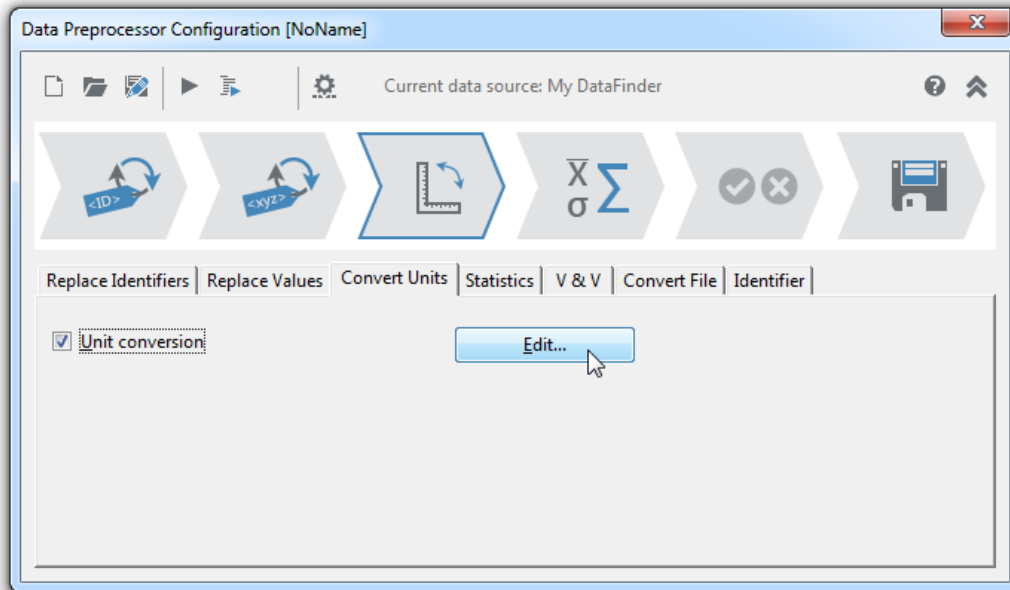 Data Preprocessor Configuration [NoName]
Current data source: My DataFinder
<ID> <xyz> X σ Σ
Replace Identifiers Replace Values Convert Units Statistics V & V Convert File Identifier
Unit conversion Edit...